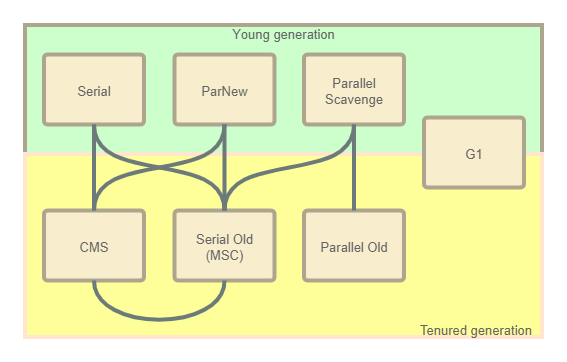 Young generation
Serial
ParNew
Parallel
Scavenge
G1
CMS
Serial Old
(MSC)
Parallel Old
Tenured generation